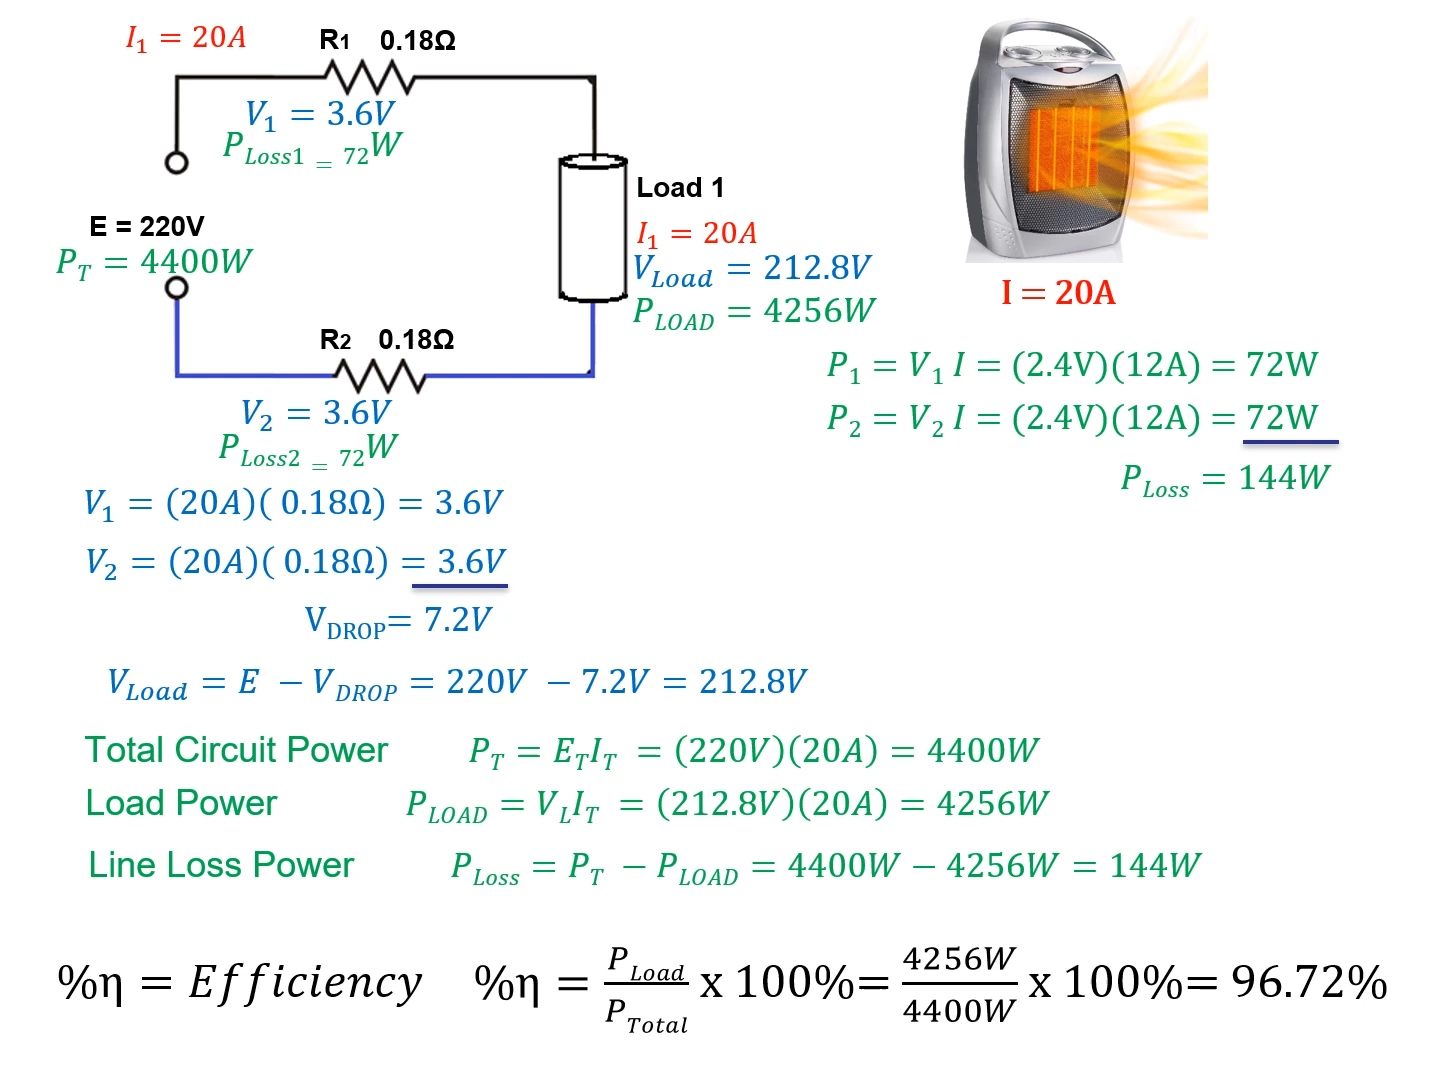 I₁ = 20A
R1 0.18Ω
V₁ = 3.6V
P_Loss1 = 72W
E = 220V
P_T = 4400W
Load 1
I₁ = 20A
V_Load = 212.8V
P_LOAD = 4256W
R2 0.18Ω
V₂ = 3.6V
P_Loss2 = 72W
I = 20A
P₁ = V₁ I = (2.4V)(12A) = 72W
P₂ = V₂ I = (2.4V)(12A) = 72W
P_Loss = 144W
V₁ = (20A)( 0.18Ω) = 3.6V
V₂ = (20A)( 0.18Ω) = 3.6V
V_DROP= 7.2V
V_Load = E − V_DROP = 220V − 7.2V = 212.8V
Total Circuit Power P_T = E_T I_T = (220V)(20A) = 4400W
Load Power P_LOAD = V_L I_T = (212.8V)(20A) = 4256W
Line Loss Power P_Loss = P_T − P_LOAD = 4400W − 4256W = 144W
%η = Efficiency %η = P_Load/P_Total x 100%= 4256W/4400W x 100%= 96.72%